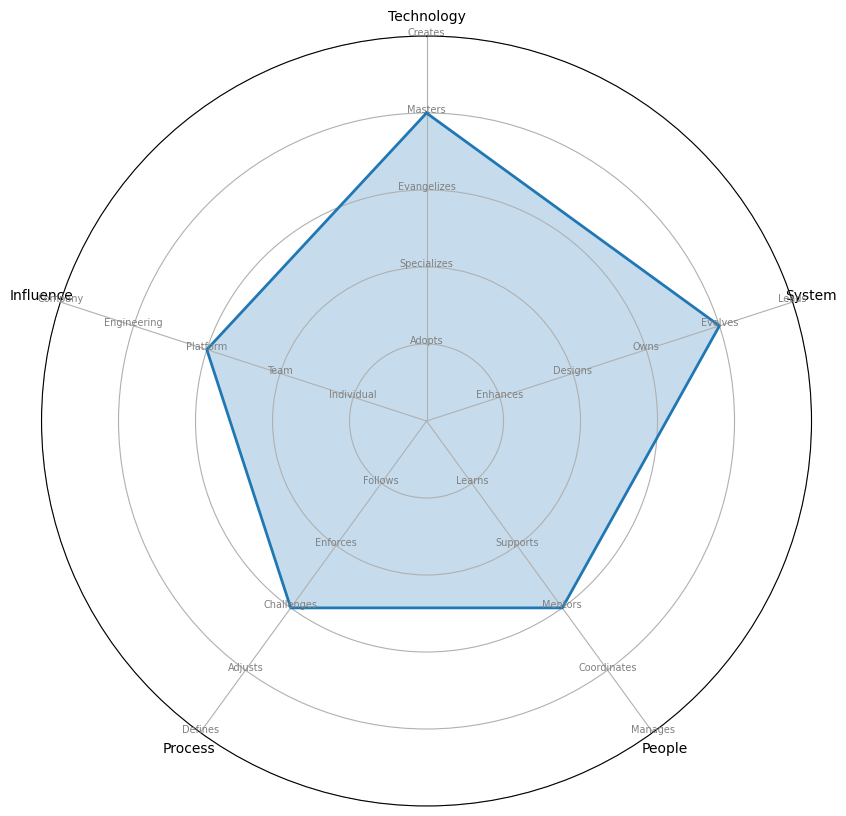 Technology
Creates
Masters
Evangelizes
Specializes
Adopts
Influence
Company
Engineering
Platform
Team
Individual
System
Leads
Evolves
Owns
Designs
Enhances
Follows
Enforces
Challenges
Adjusts
Defines
Process
Learns
Supports
Mentors
Coordinates
Manages
People